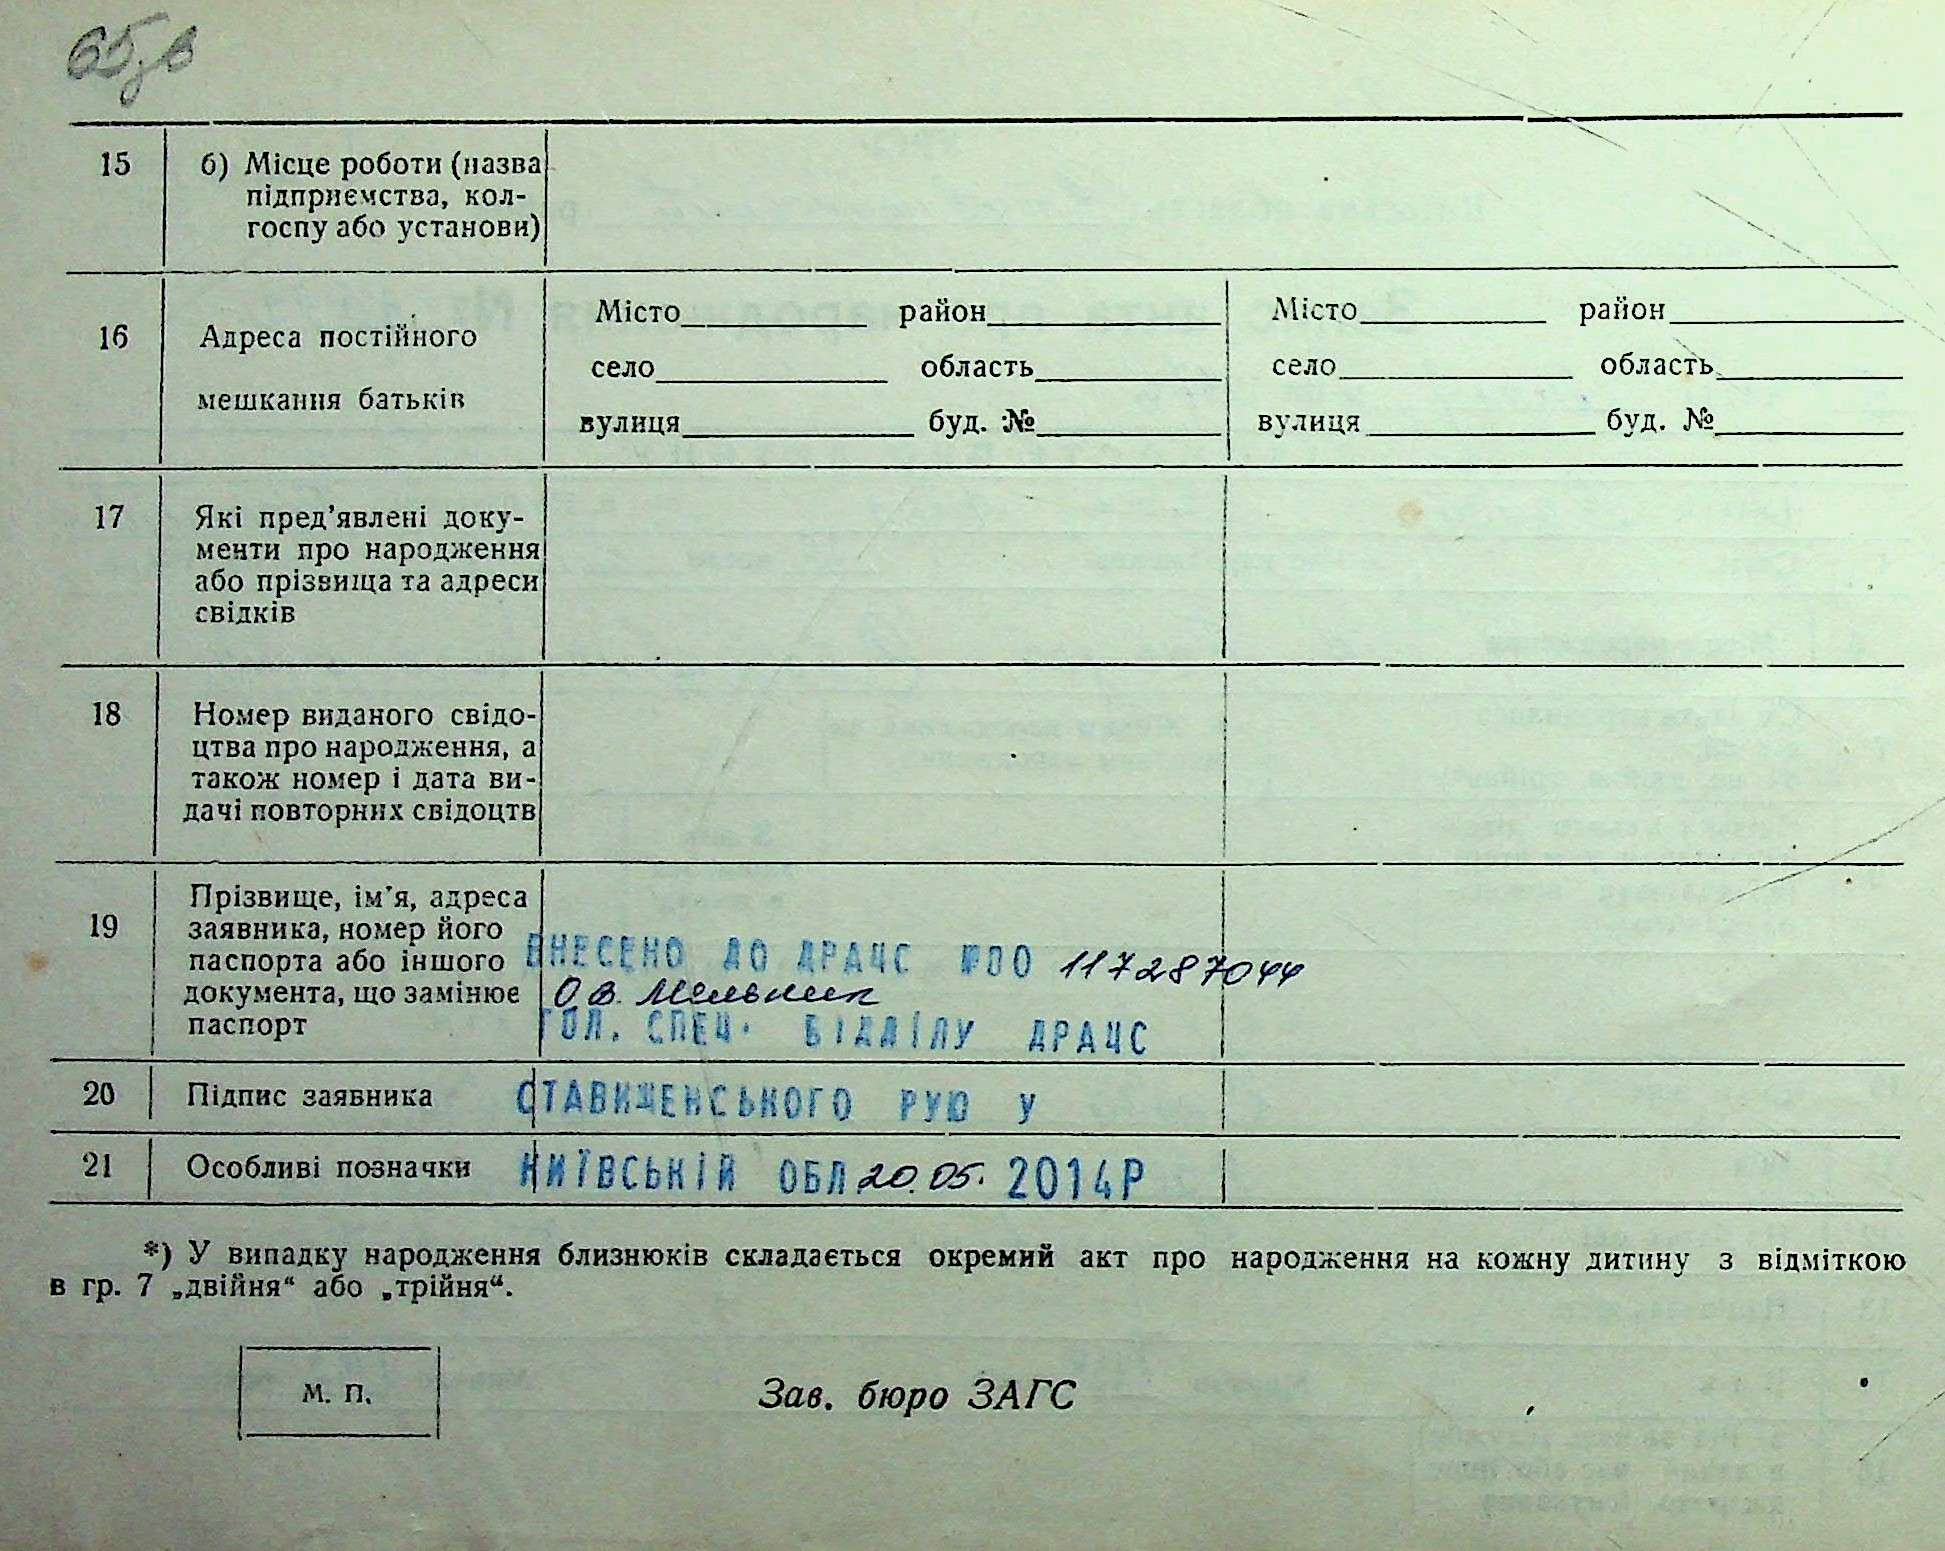 65зв
15 б) Місце роботи (назва
підприємства, кол-
госпу або установи)
16 Адреса постійного
мешкання батьків
Місто район
село область
вулиця буд. №
Місто район
село область
вулиця буд. №
17 Які пред'явлені доку-
менти про народження
або прізвища та адреси
свідків
18 Номер виданого свідо-
цтва про народження, а
також номер і дата ви-
дачі повторних свідоцтв
19 Прізвище, ім'я, адреса
заявника, номер його
паспорта або іншого
документа, що замінює
паспорт
ВНЕСЕНО ДО ДРАЦС №00 117287044
О.В. Мельник
ГОЛ. СПЕЦ. ВІДДІЛУ ДРАЦС
20 Підпис заявника
СТАВИЩЕНСЬКОГО РУЮ У
21 Особливі позначки
КИЇВСЬКІЙ ОБЛ 20.05. 2014Р
*) У випадку народження близнюків складається окремий акт про народження на кожну дитину з відміткою
в гр. 7 „двійня“ або „трійня“.
М. П.
Зав. бюро ЗАГС